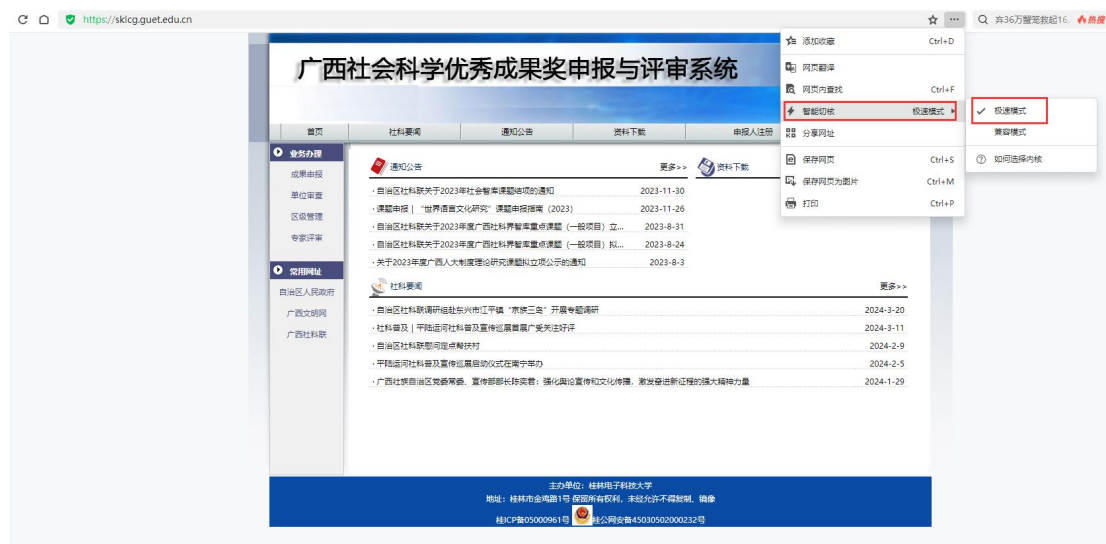 https://sklcg.guet.edu.cn
弃36万蟹笼救起16. 热搜
添加收藏 Ctrl+D
网页翻译
网页内查找 Ctrl+F
智能切核 极速模式
分享网址
保存网页 Ctrl+S
保存网页为图片 Ctrl+M
打印 Ctrl+P
极速模式
兼容模式
如何选择内核
广西社会科学优秀成果奖申报与评审系统
首页 社科要闻 通知公告 资料下载 申报人注册
业务办理
成果申报
单位审查
区级管理
专家评审
常用网址
自治区人民政府
广西文明网
广西社科联
通知公告 更多>>
·自治区社科联关于2023年社会智库课题结项的通知 2023-11-30
·课题申报 | “世界语言文化研究”课题申报指南（2023） 2023-11-26
·自治区社科联关于2023年度广西社科界智库重点课题（一般项目）立... 2023-8-31
·自治区社科联关于2023年度广西社科界智库重点课题（一般项目）拟... 2023-8-24
·关于2023年度广西人大制度理论研究课题拟立项公示的通知 2023-8-3
资料下载
社科要闻 更多>>
·自治区社科联调研组赴东兴市江平镇“京族三岛”开展专题调研 2024-3-20
·社科普及 | 平陆运河社科普及宣传巡展首展广受关注好评 2024-3-11
·自治区社科联慰问定点帮扶村 2024-2-9
·平陆运河社科普及宣传巡展启动仪式在南宁举办 2024-2-5
·广西壮族自治区党委常委、宣传部部长陈奕君：强化舆论宣传和文化传播，激发奋进新征程的强大精神力量 2024-1-29
主办单位：桂林电子科技大学
地址：桂林市金鸡路1号 保留所有权利，未经允许不得复制、镜像
桂ICP备05000961号 桂公网安备45030502000232号